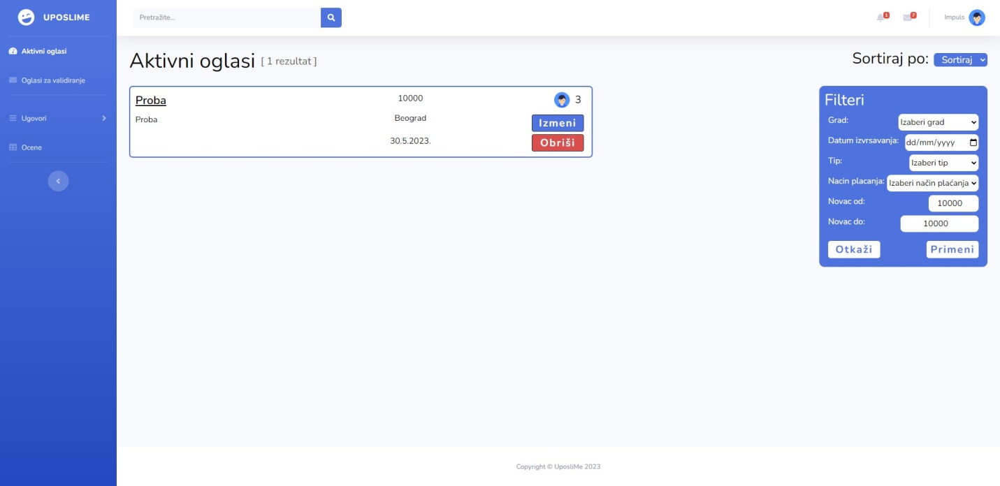 UPOSLIME
Aktivni oglasi
Oglasi za validiranje
Ugovori
Ocene
Pretražite...
1
7
Impuls
Aktivni oglasi [ 1 rezultat ]
Sortiraj po: Sortiraj
Proba
10000
3
Proba
Beograd
Izmeni
30.5.2023.
Obriši
Filteri
Grad: Izaberi grad
Datum izvrsavanja: dd/mm/yyyy
Tip: Izaberi tip
Nacin placanja: Izaberi način plaćanja
Novac od: 10000
Novac do: 10000
Otkaži Primeni
Copyright © UposliMe 2023